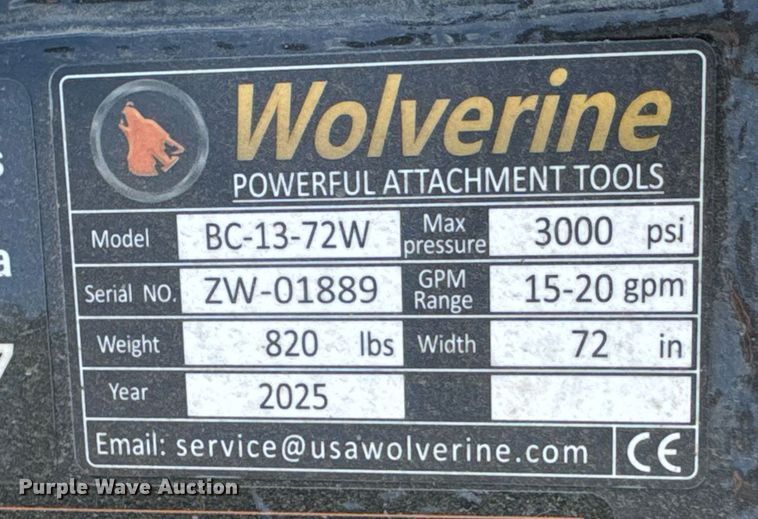 Wolverine
POWERFUL ATTACHMENT TOOLS
Model BC-13-72W Max pressure 3000 psi
Serial NO. ZW-01889 GPM Range 15-20 gpm
Weight 820 lbs Width 72 in
Year 2025
Email: service@usawolverine.com CE
s
a
7
Purple Wave Auction